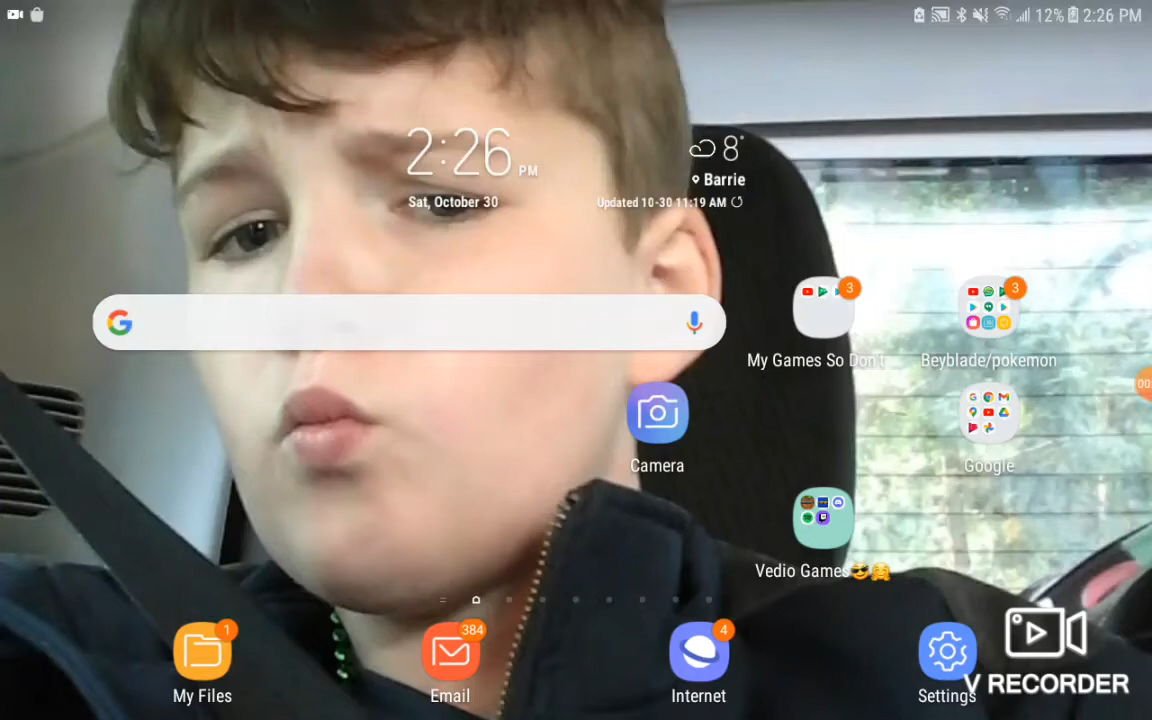 12% 2:26 PM
2:26 PM
Sat, October 30
8°
Barrie
Updated 10-30 11:19 AM
3
3
My Games So Don't
Beyblade/pokemon
00
Camera
Google
Vedio Games😎🤗
1
384
4
My Files
Email
Internet
Settings
V RECORDER